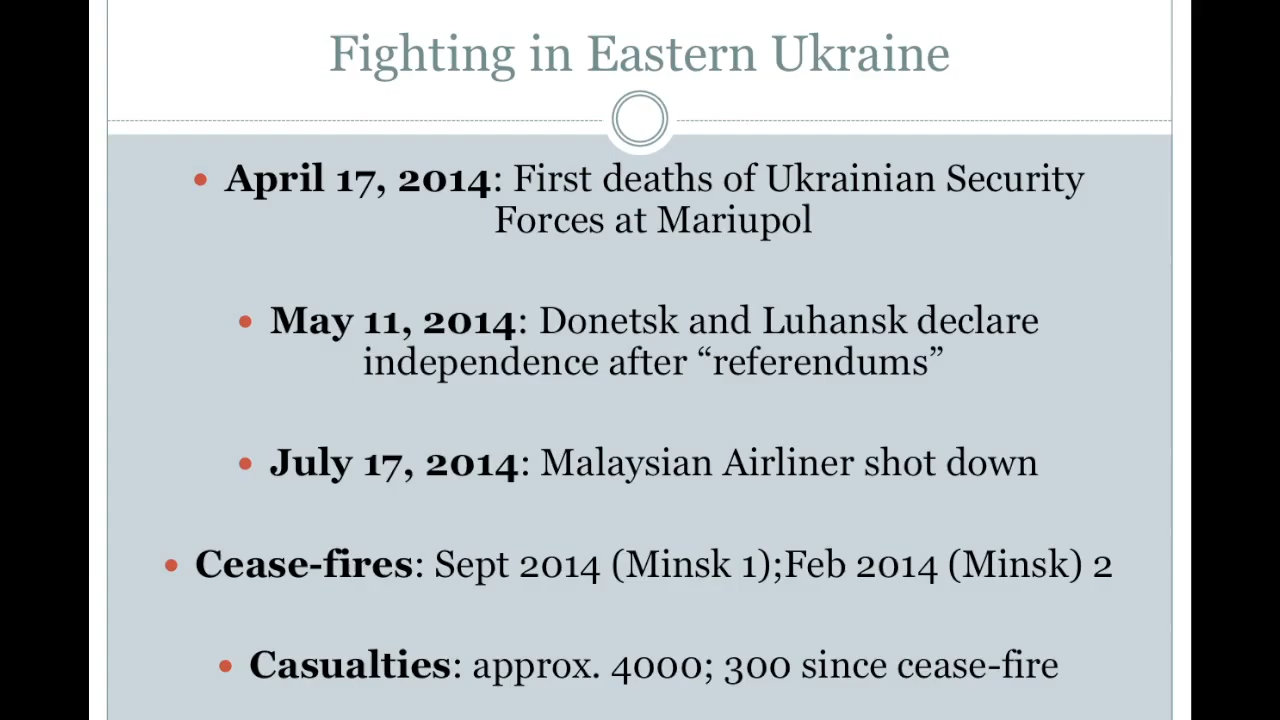 Fighting in Eastern Ukraine
• April 17, 2014: First deaths of Ukrainian Security
Forces at Mariupol
• May 11, 2014: Donetsk and Luhansk declare
independence after “referendums”
• July 17, 2014: Malaysian Airliner shot down
• Cease-fires: Sept 2014 (Minsk 1);Feb 2014 (Minsk) 2
• Casualties: approx. 4000; 300 since cease-fire